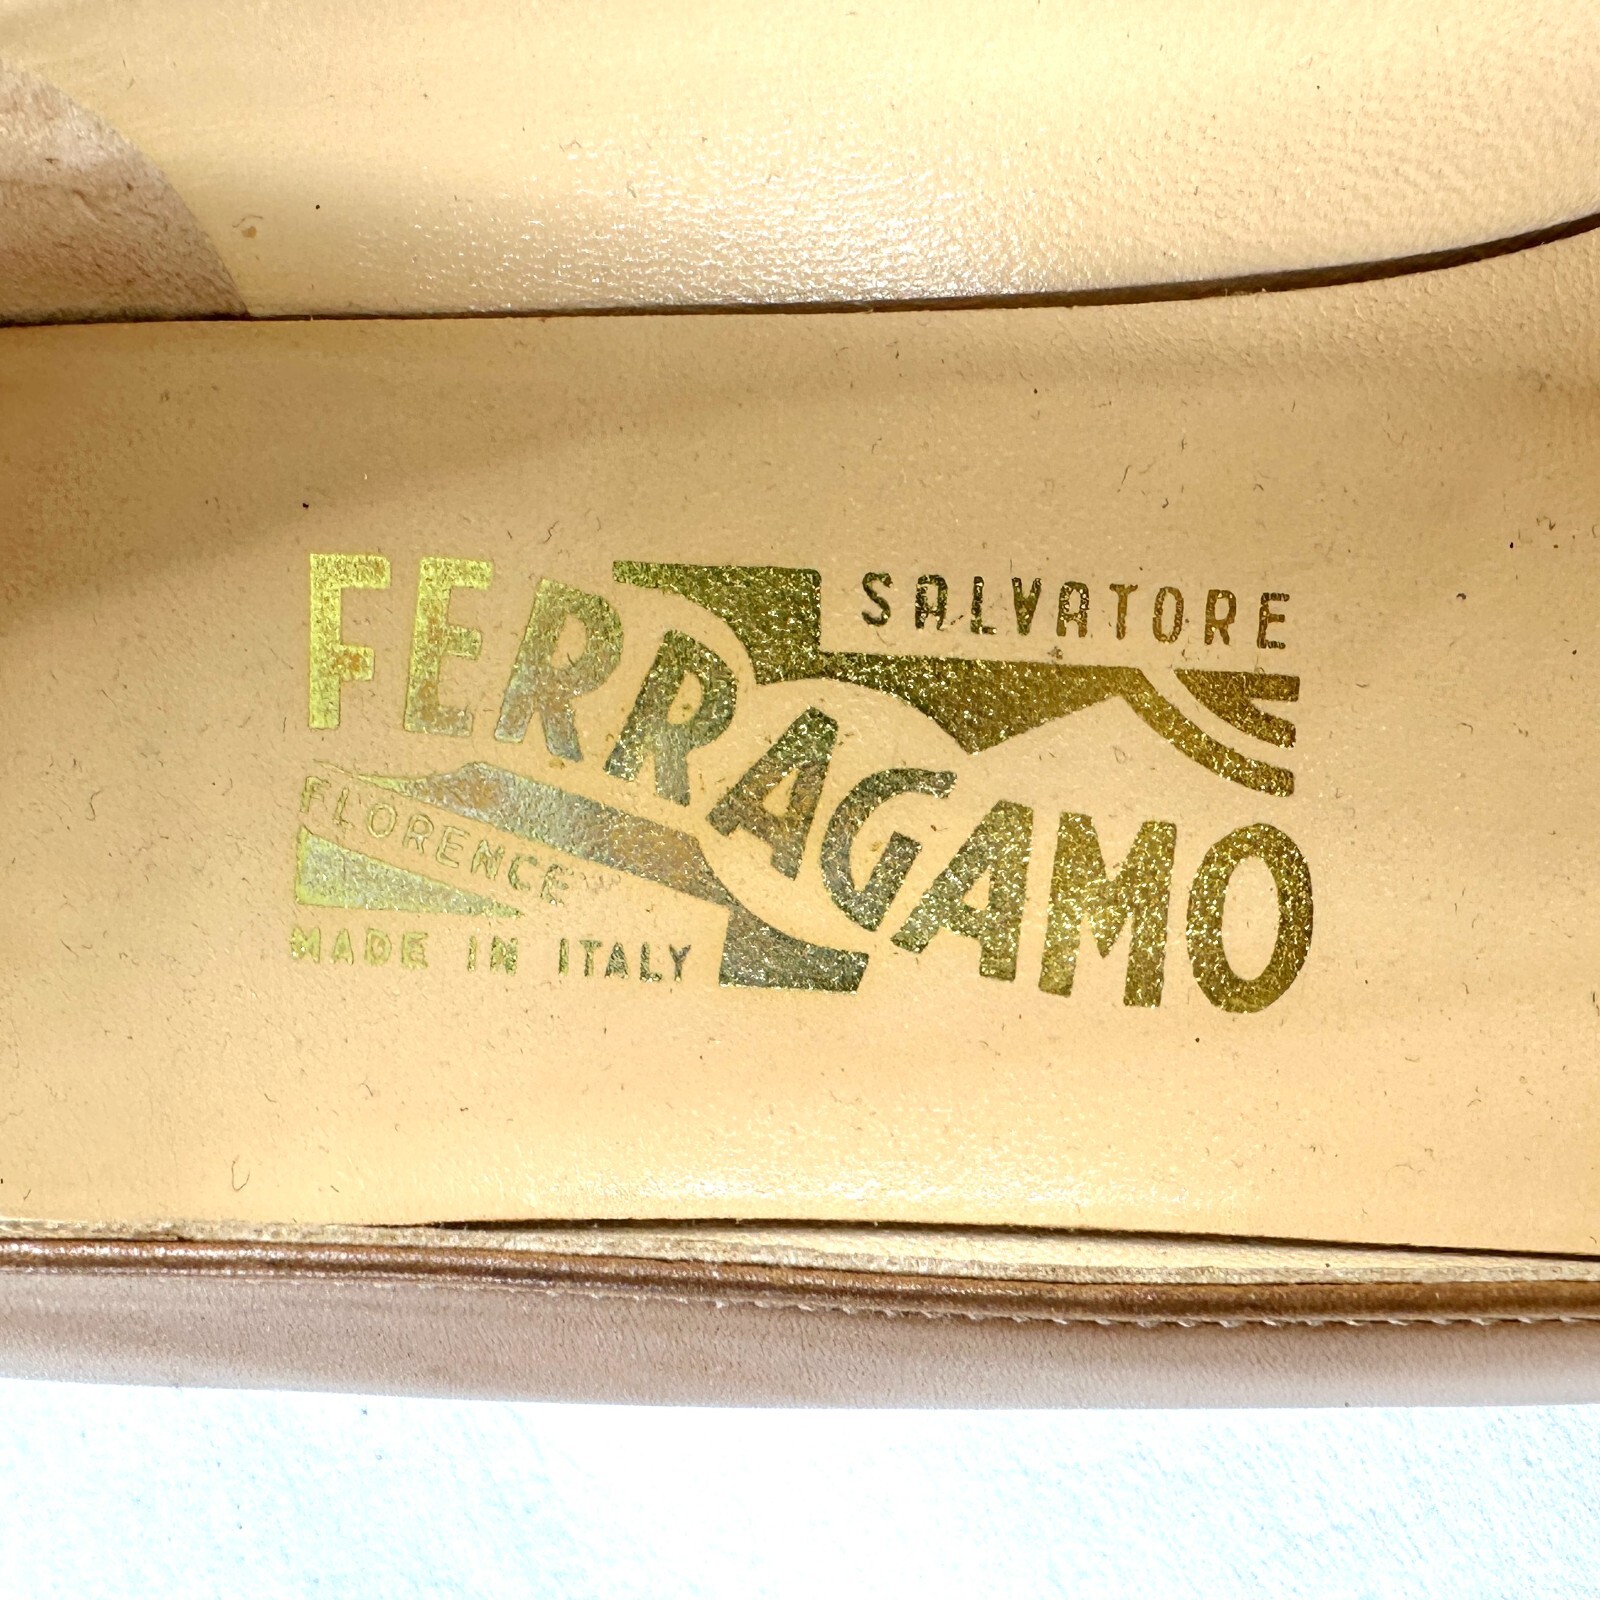 SALVATORE
FERRAGAMO
FLORENCE
MADE IN ITALY